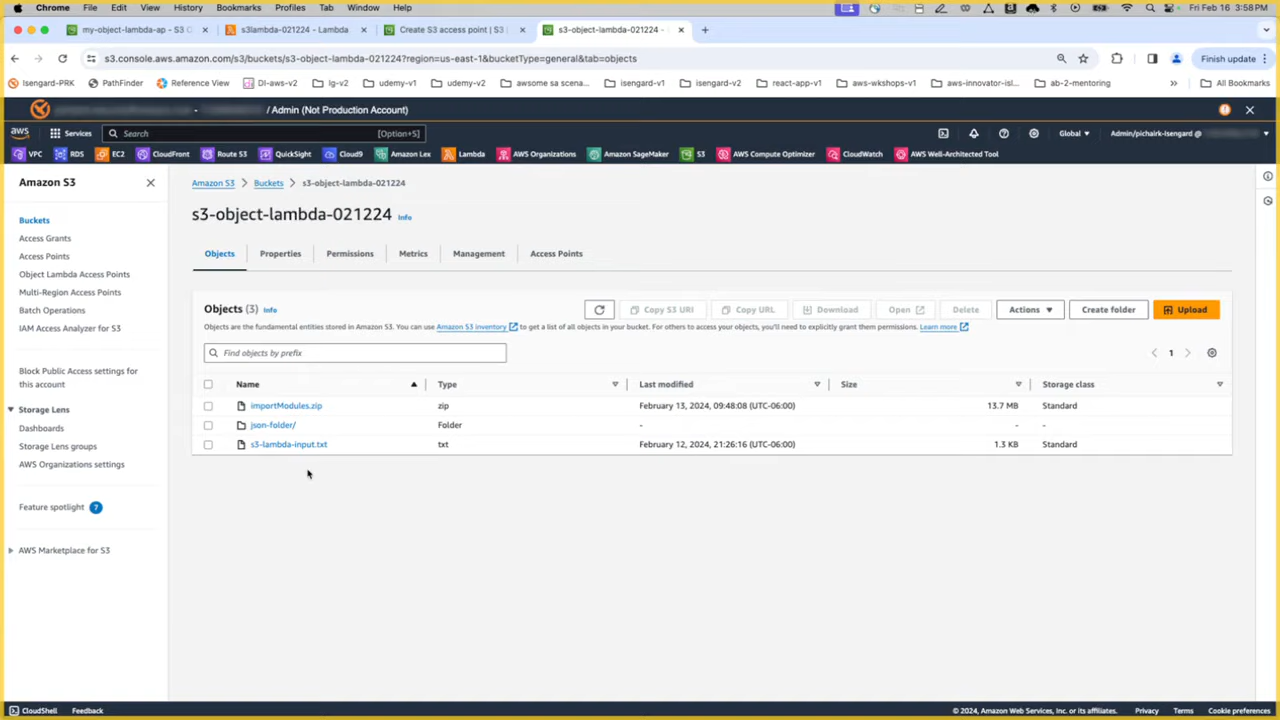 Chrome File Edit View History Bookmarks Profiles Tab Window Help Fri Feb 16 3:58 PM
my-object-lambda-ap - S3 O s3lambda-021224 - Lambda Create S3 access point | S3 s3-object-lambda-021224 -
s3.console.aws.amazon.com/s3/buckets/s3-object-lambda-021224?region=us-east-1&bucketType=general&tab=objects Finish update
Isengard-PRK PathFinder Reference View DI-aws-v2 lg-v2 udemy-v1 udemy-v2 awsome sa scena... isengard-v1 isengard-v2 react-app-v1 aws-wkshops-v1 aws-innovator-isl... ab-2-mentoring » All Bookmarks
/ Admin (Not Production Account)
aws Services Search [Option+S] Global Admin/pichairk-Isengard @
VPC RDS EC2 CloudFront Route 53 QuickSight Cloud9 Amazon Lex Lambda AWS Organizations Amazon SageMaker S3 AWS Compute Optimizer CloudWatch AWS Well-Architected Tool
Amazon S3
Buckets
Access Grants
Access Points
Object Lambda Access Points
Multi-Region Access Points
Batch Operations
IAM Access Analyzer for S3
Block Public Access settings for
this account
Storage Lens
Dashboards
Storage Lens groups
AWS Organizations settings
Feature spotlight 7
AWS Marketplace for S3
Amazon S3 > Buckets > s3-object-lambda-021224
s3-object-lambda-021224 Info
Objects Properties Permissions Metrics Management Access Points
Objects (3) Info Copy S3 URI Copy URL Download Open Delete Actions Create folder Upload
Objects are the fundamental entities stored in Amazon S3. You can use Amazon S3 inventory to get a list of all objects in your bucket. For others to access your objects, you'll need to explicitly grant them permissions. Learn more
Find objects by prefix 1
Name Type Last modified Size Storage class
importModules.zip zip February 13, 2024, 09:48:08 (UTC-06:00) 13.7 MB Standard
json-folder/ Folder - - -
s3-lambda-input.txt txt February 12, 2024, 21:26:16 (UTC-06:00) 1.3 KB Standard
CloudShell Feedback © 2024, Amazon Web Services, Inc. or its affiliates. Privacy Terms Cookie preferences